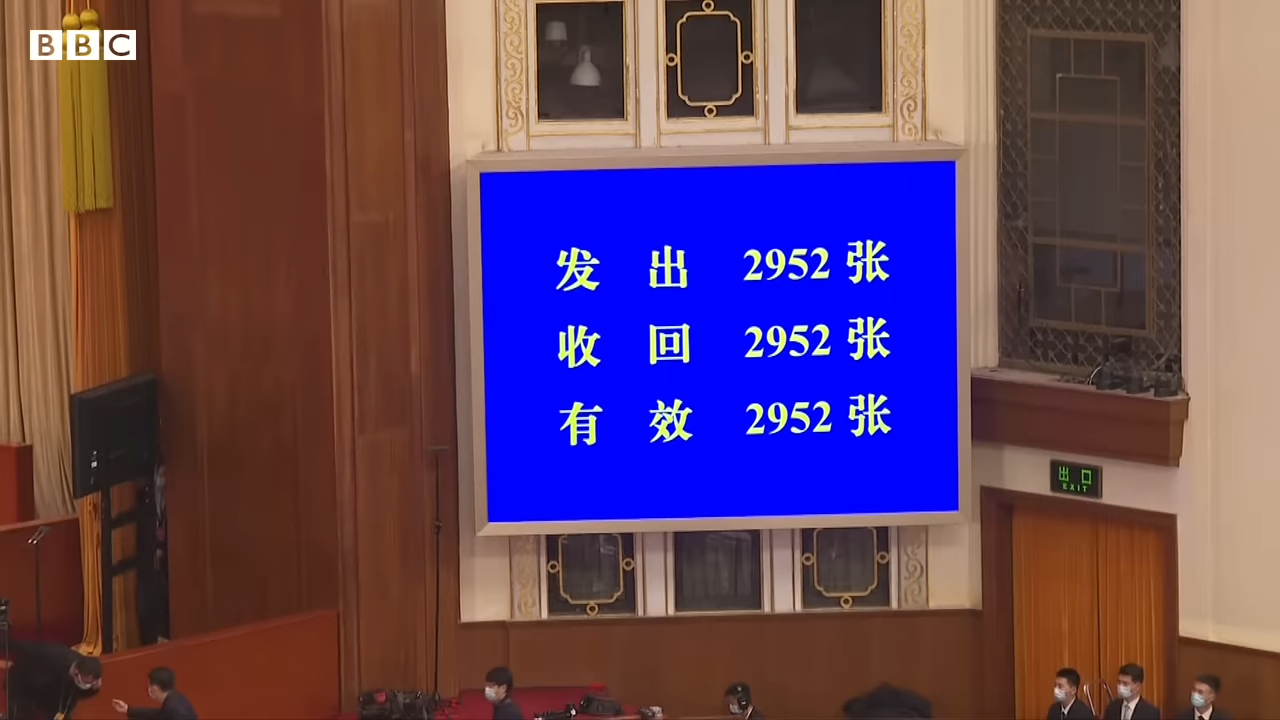 BBC
发 出 2952 张
收 回 2952 张
有 效 2952 张
出 口
EXIT